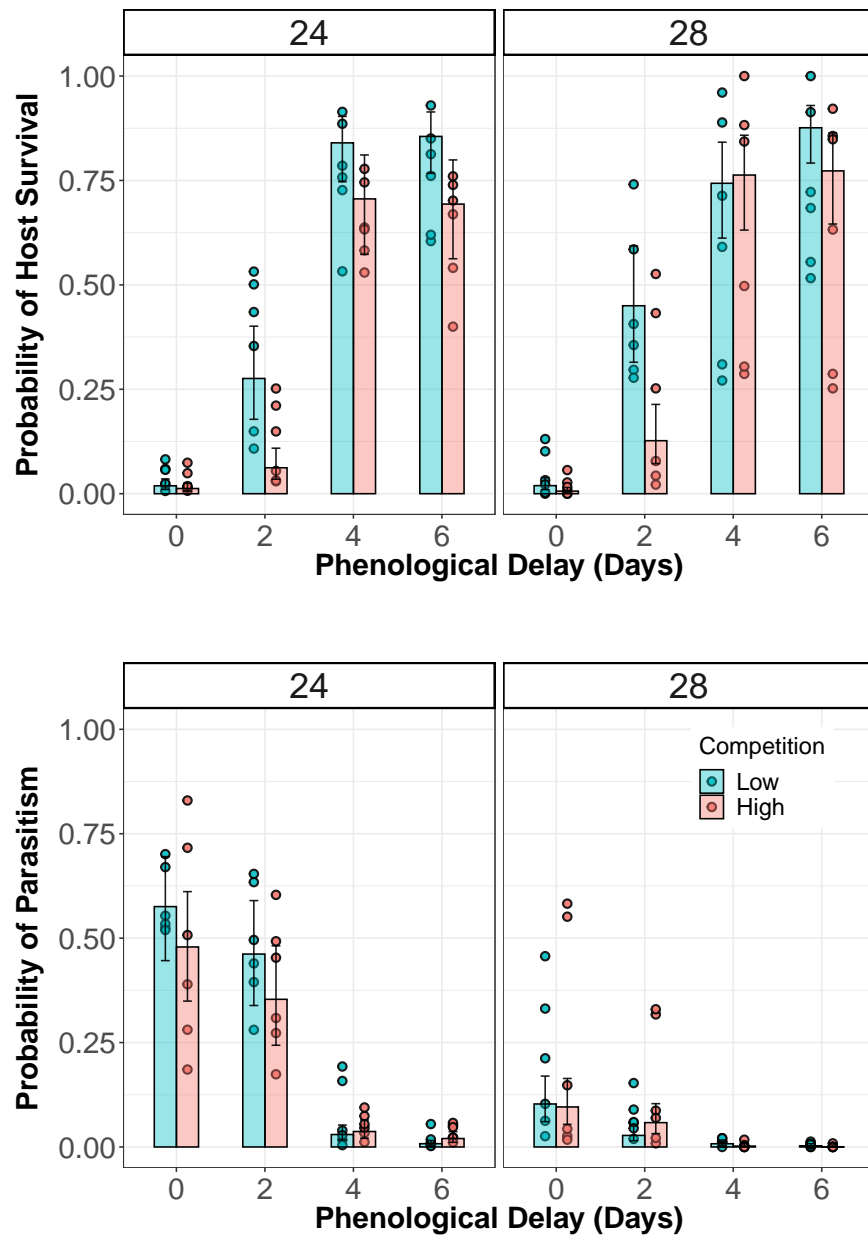 24 28
1.00
0.75
0.50
0.25
0.00
Probability of Host Survival
0 2 4 6 0 2 4 6
Phenological Delay (Days)
24 28
1.00
0.75
0.50
0.25
0.00
Probability of Parasitism
Competition
Low
High
0 2 4 6 0 2 4 6
Phenological Delay (Days)